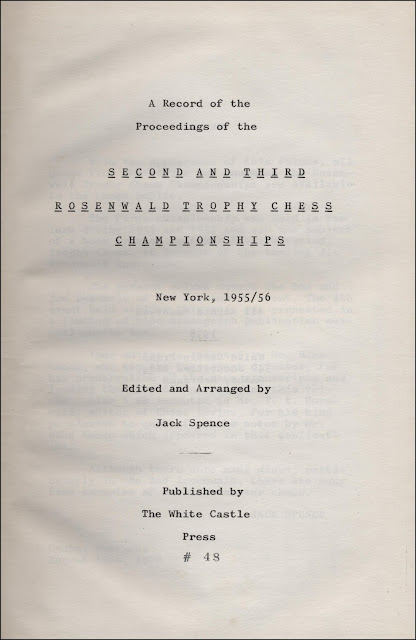 A Record of the
Proceedings of the
SECOND AND THIRD
ROSENWALD TROPHY CHESS
CHAMPIONSHIPS
New York, 1955/56
Edited and Arranged by
Jack Spence
Published by
The White Castle
Press
# 48